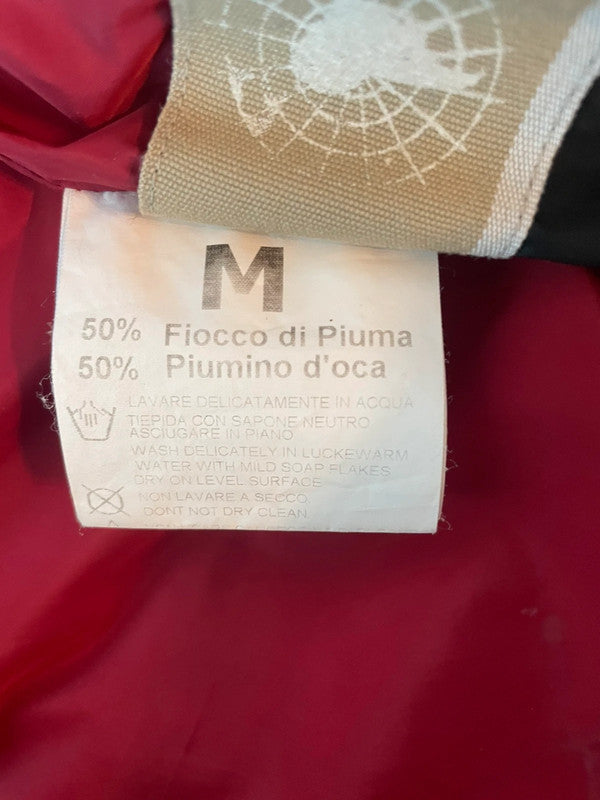 M
50% Fiocco di Piuma
50% Piumino d'oca
LAVARE DELICATAMENTE IN ACQUA
TIEPIDA CON SAPONE NEUTRO
ASCIUGARE IN PIANO
WASH DELICATELY IN LUCKEWARM
WATER WITH MILD SOAP FLAKES
DRY ON LEVEL SURFACE
NON LAVARE A SECCO
DONT NOT DRY CLEAN